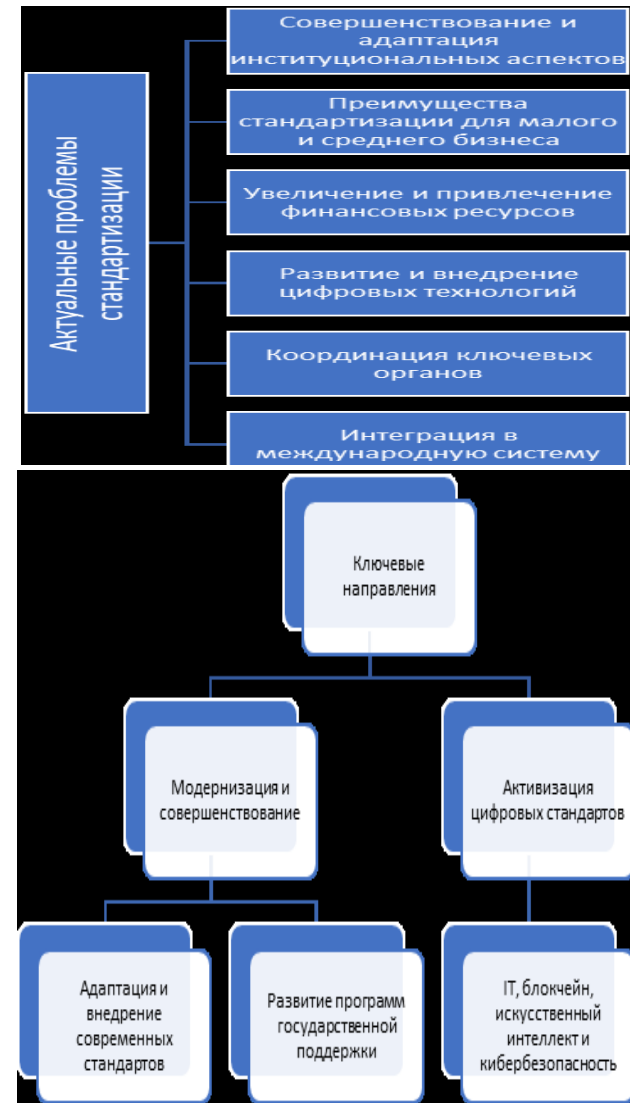 Актуальные проблемы
стандартизации
Совершенствование и
адаптация
институциональных аспектов
Преимущества
стандартизации для малого
и среднего бизнеса
Увеличение и привлечение
финансовых ресурсов
Развитие и внедрение
цифровых технологий
Координация ключевых
органов
Интеграция в
международную систему
Ключевые
направления
Модернизация и
совершенствование
Активизация
цифровых стандартов
Адаптация и
внедрение
современных
стандартов
Развитие программ
государственной
поддержки
IT, блокчейн,
искусственный
интеллект и
кибербезопасность